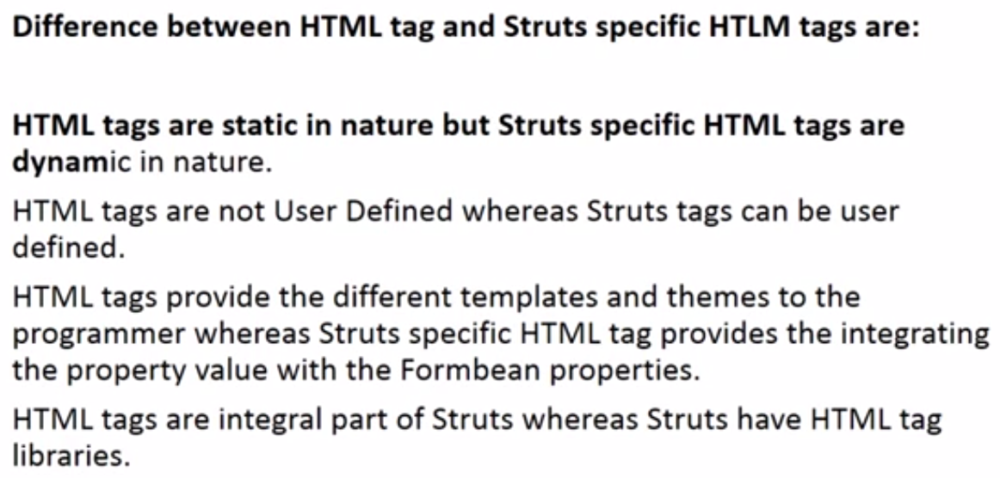 Difference between HTML tag and Struts specific HTLM tags are:
HTML tags are static in nature but Struts specific HTML tags are
dynamic in nature.
HTML tags are not User Defined whereas Struts tags can be user
defined.
HTML tags provide the different templates and themes to the
programmer whereas Struts specific HTML tag provides the integrating
the property value with the Formbean properties.
HTML tags are integral part of Struts whereas Struts have HTML tag
libraries.